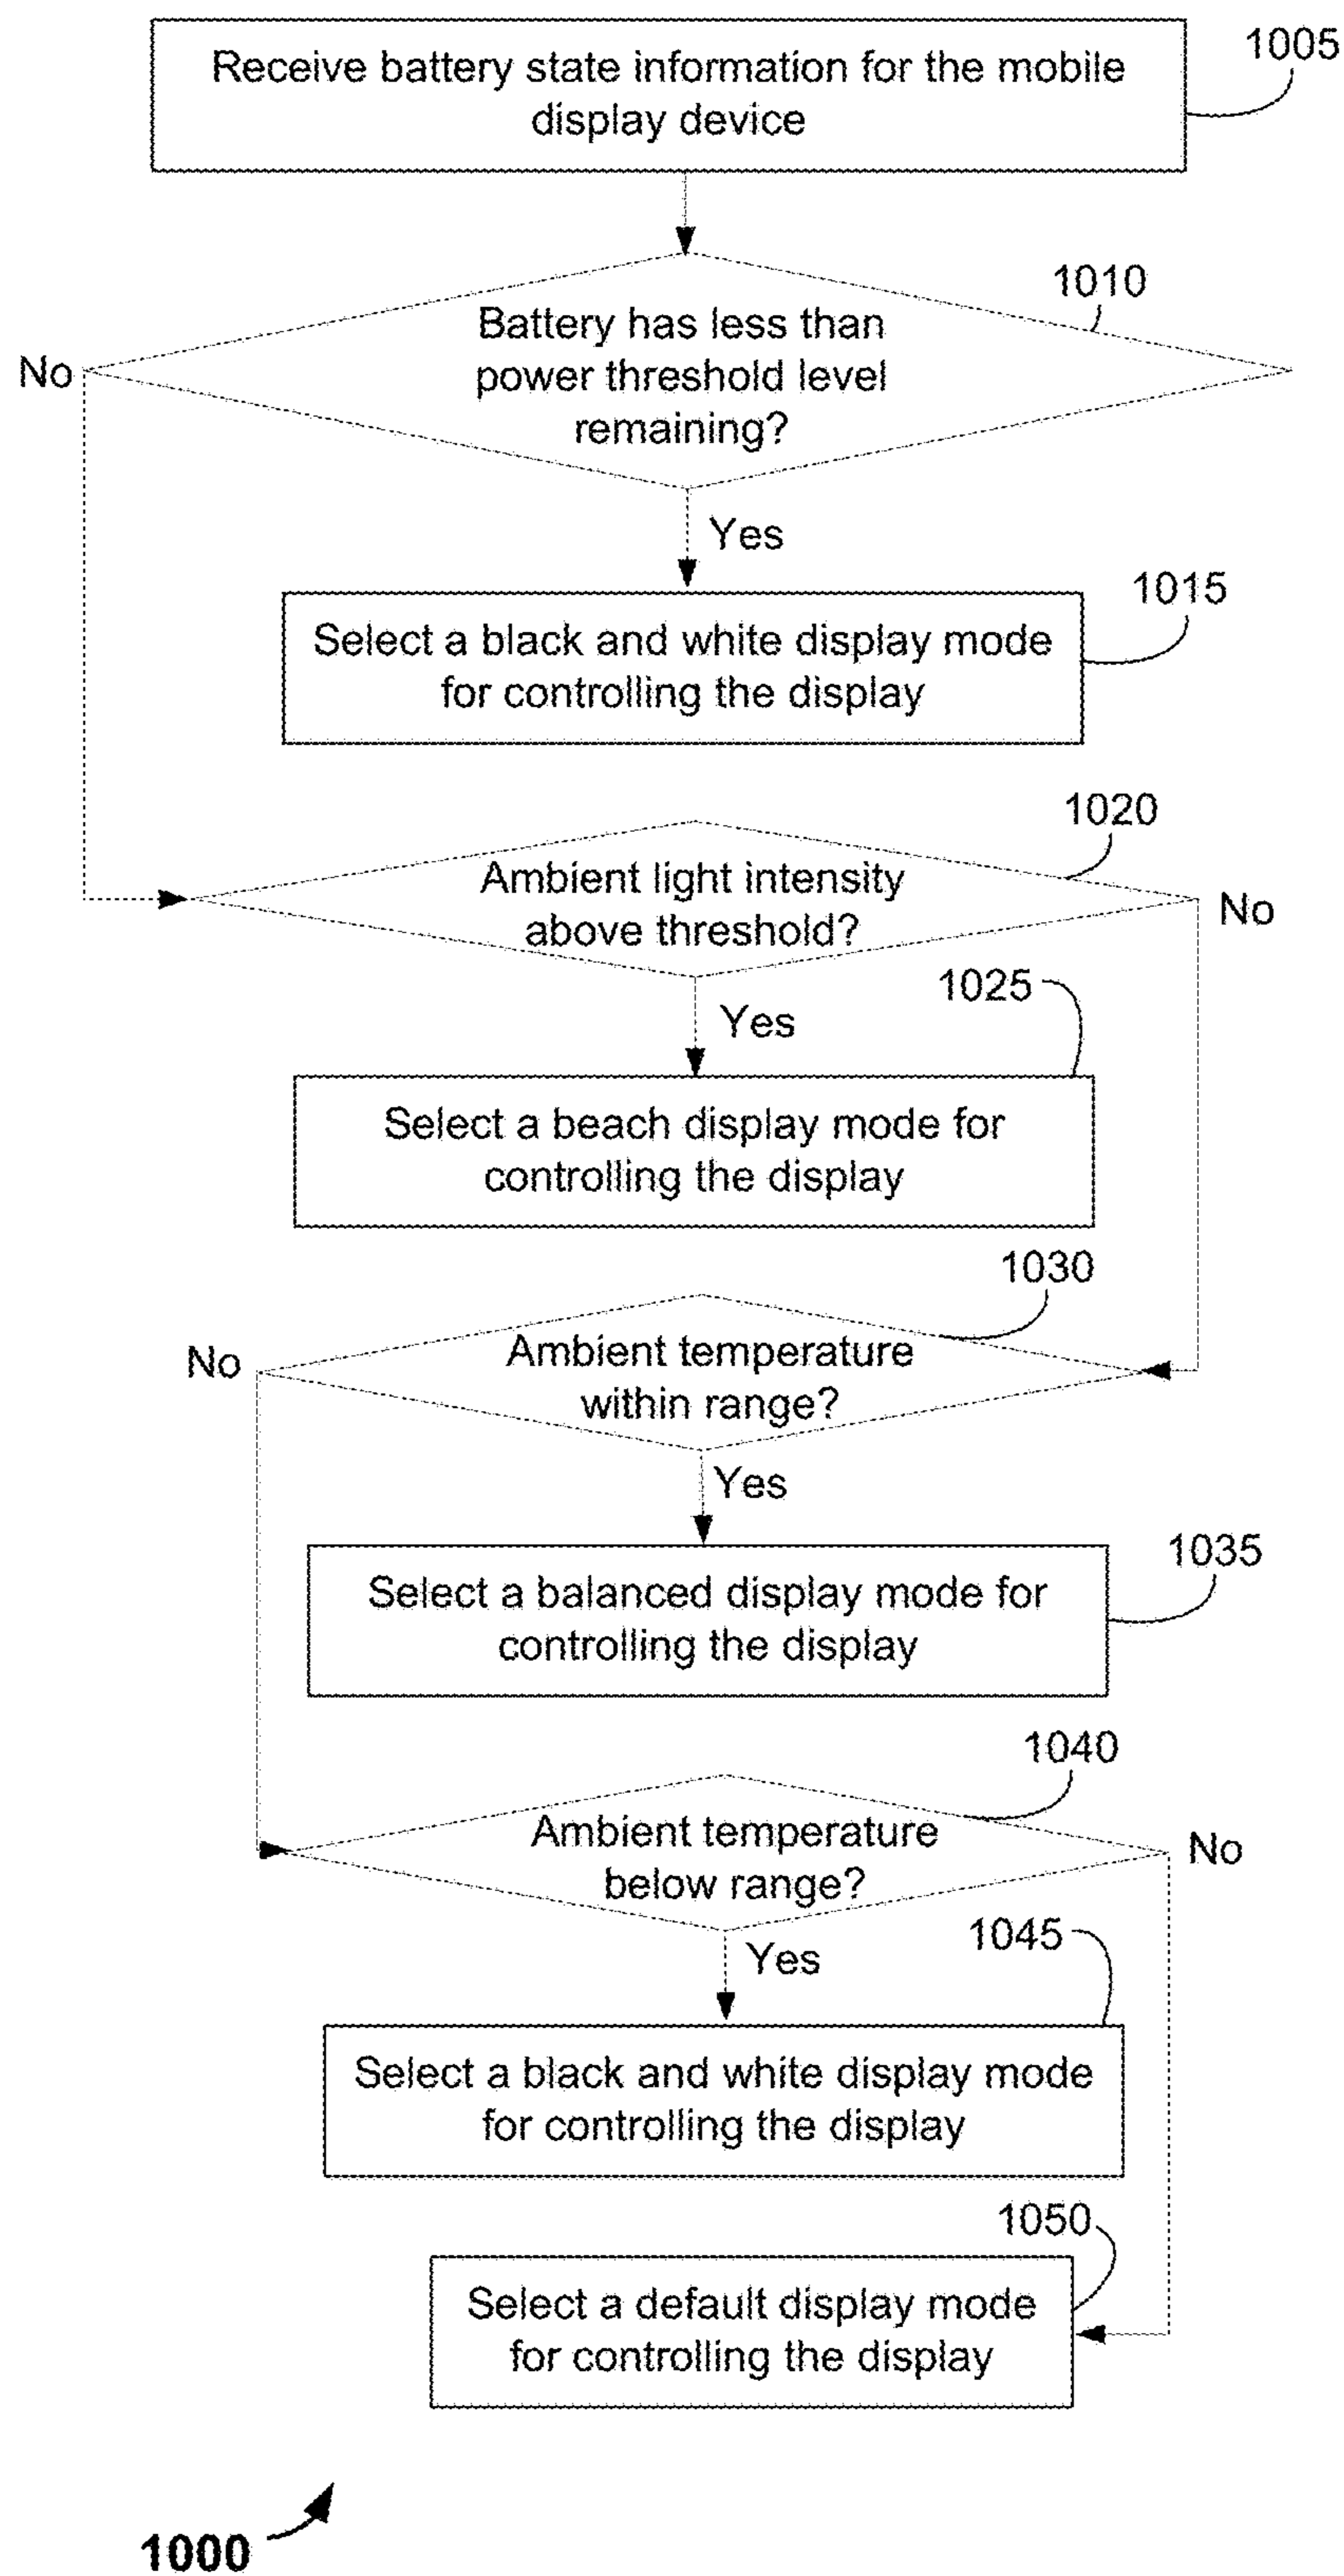 1005
Receive battery state information for the mobile
display device
1010
Battery has less than
power threshold level
remaining?
No
Yes
1015
Select a black and white display mode
for controlling the display
1020
Ambient light intensity
above threshold?
No
1025
Yes
Select a beach display mode for
controlling the display
1030
Ambient temperature
within range?
No
Yes
1035
Select a balanced display mode for
controlling the display
1040
Ambient temperature
below range?
No
1045
Yes
Select a black and white display mode
for controlling the display
1050
Select a default display mode
for controlling the display
1000